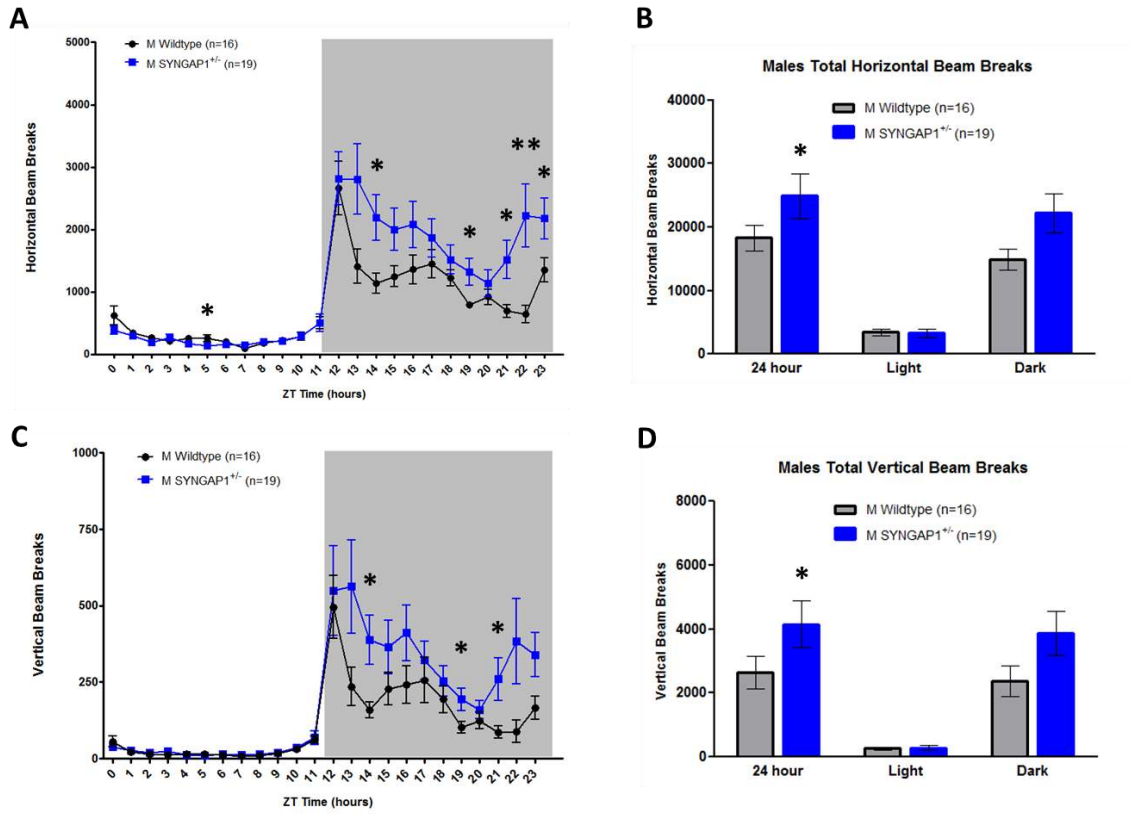 A
M Wildtype (n=16)
M SYNGAP1+/- (n=19)
Horizontal Beam Breaks
5000
4000
3000
2000
1000
0
*
*
*
*
**
*
0 1 2 3 4 5 6 7 8 9 10 11 12 13 14 15 16 17 18 19 20 21 22 23
ZT Time (hours)
B
Males Total Horizontal Beam Breaks
M Wildtype (n=16)
M SYNGAP1+/- (n=19)
Horizontal Beam Breaks
40000
30000
20000
10000
0
*
24 hour Light Dark
C
M Wildtype (n=16)
M SYNGAP1+/- (n=19)
Vertical Beam Breaks
1000
750
500
250
0
*
*
*
0 1 2 3 4 5 6 7 8 9 10 11 12 13 14 15 16 17 18 19 20 21 22 23
ZT Time (hours)
D
Males Total Vertical Beam Breaks
M Wildtype (n=16)
M SYNGAP1+/- (n=19)
Vertical Beam Breaks
8000
6000
4000
2000
0
*
24 hour Light Dark